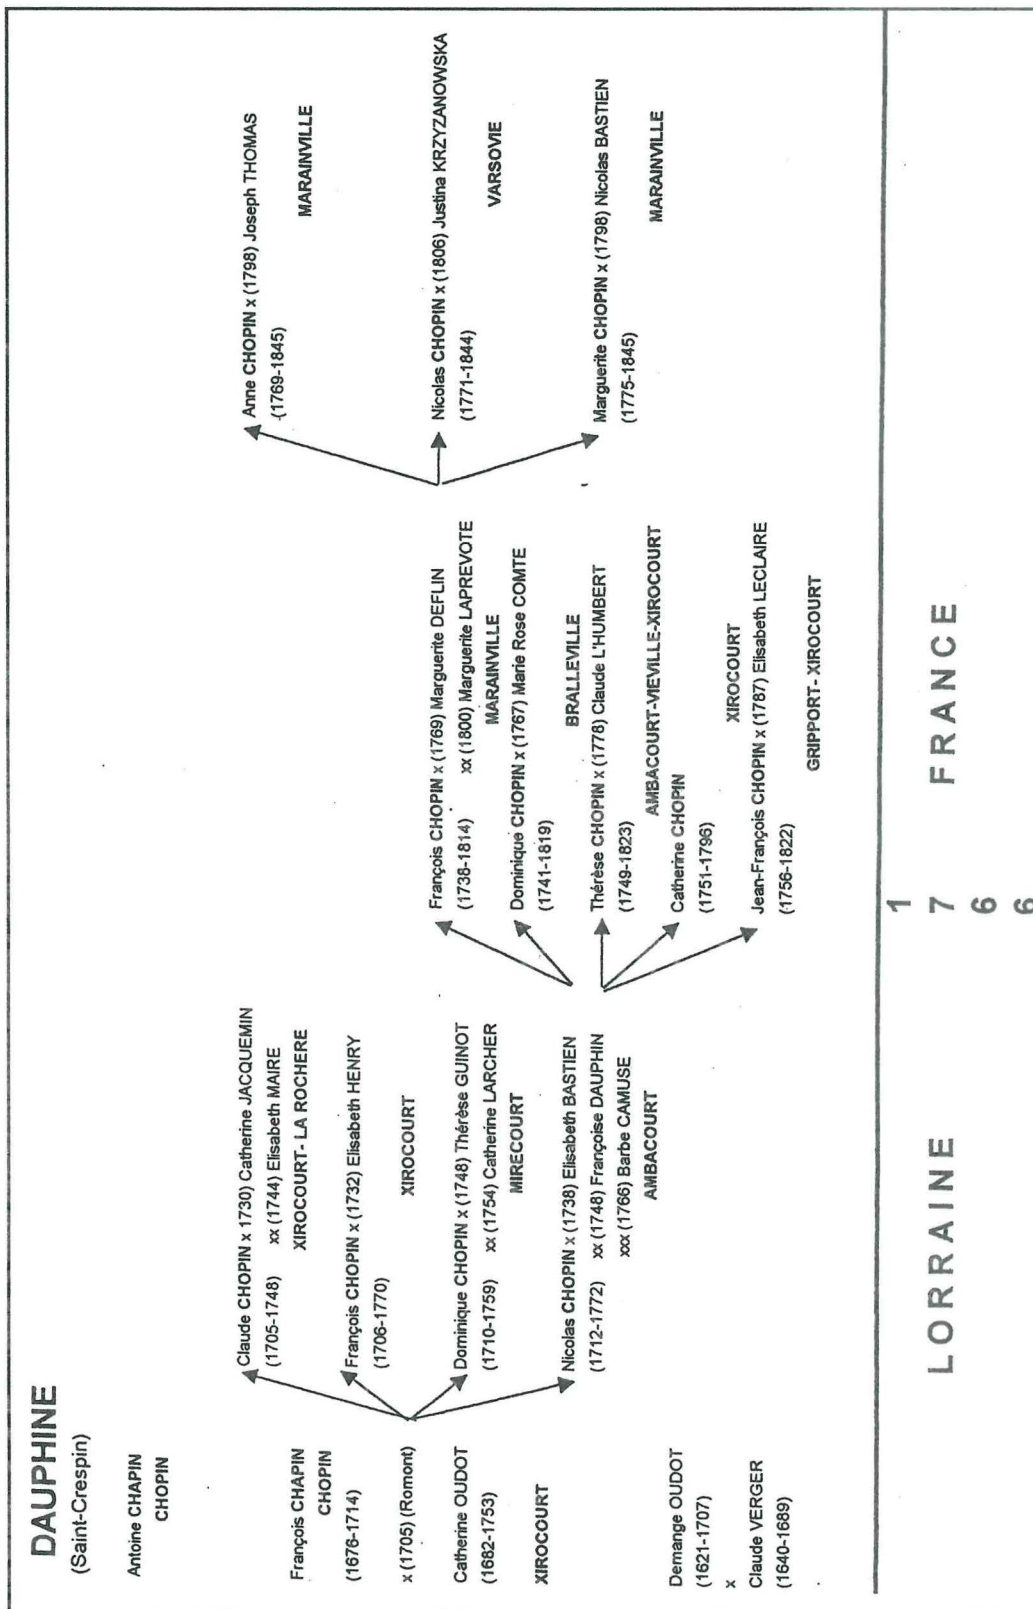 DAUPHINE
(Saint-Crespin)
Antoine CHAPIN
CHOPIN
François CHAPIN
CHOPIN
(1676-1714)
x (1705) (Romont)
Catherine OUDOT
(1682-1753)
XIROCOURT
Demange OUDOT
(1621-1707)
x
Claude VERGER
(1640-1689)
Claude CHOPIN x 1730) Catherine JACQUEMIN
(1705-1748) xx (1744) Elisabeth MAIRE
XIROCOURT- LA ROCHERE
François CHOPIN x (1732) Elisabeth HENRY
(1706-1770)
XIROCOURT
Dominique CHOPIN x (1748) Thérèse GUINOT
(1710-1759) xx (1754) Catherine LARCHER
MIRECOURT
Nicolas CHOPIN x (1738) Elisabeth BASTIEN
(1712-1772) xx (1748) Françoise DAUPHIN
xxx (1766) Barbe CAMUSE
AMBACOURT
François CHOPIN x (1769) Marguerite DEFLIN
(1738-1814) xx (1800) Marguerite LAPREVOTE
MARAINVILLE
Dominique CHOPIN x (1767) Marie Rose COMTE
(1741-1819)
BRALLEVILLE
Thérèse CHOPIN x (1778) Claude L'HUMBERT
(1749-1823)
AMBACOURT-VIEVILLE-XIROCOURT
Catherine CHOPIN
(1751-1796)
XIROCOURT
Jean-François CHOPIN x (1787) Elisabeth LECLAIRE
(1756-1822)
GRIPPORT- XIROCOURT
Anne CHOPIN x (1798) Joseph THOMAS
(1769-1845)
MARAINVILLE
Nicolas CHOPIN x (1806) Justina KRZYZANOWSKA
(1771-1844)
VARSOVIE
Marguerite CHOPIN x (1798) Nicolas BASTIEN
(1775-1845)
MARAINVILLE
LORRAINE
1
7
6
6
FRANCE